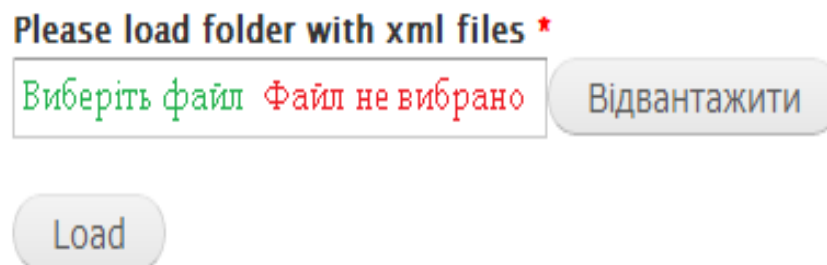 Please load folder with xml files *
Виберіть файл Файл не вибрано Відвантажити
Load